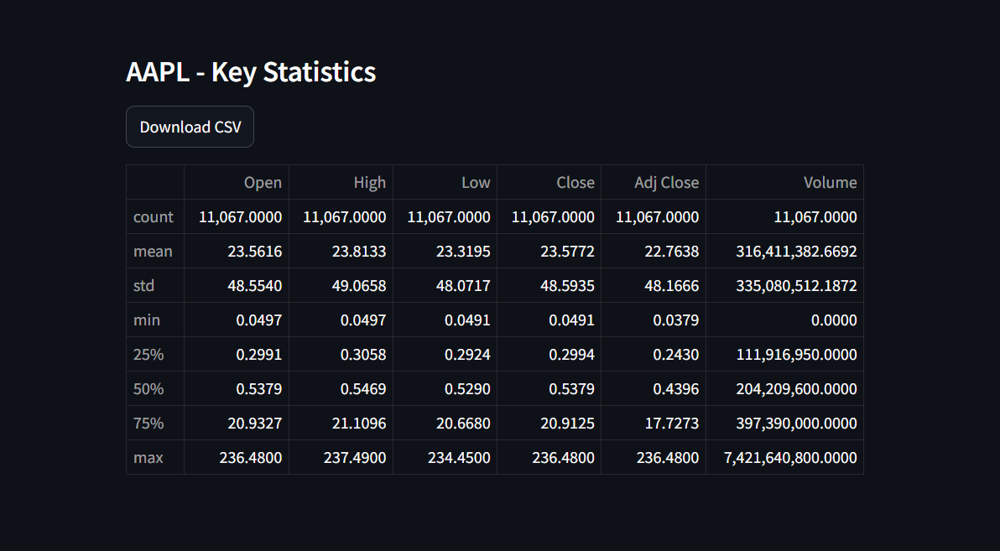 AAPL - Key Statistics
Download CSV
Open High Low Close Adj Close Volume
count 11,067.0000 11,067.0000 11,067.0000 11,067.0000 11,067.0000 11,067.0000
mean 23.5616 23.8133 23.3195 23.5772 22.7638 316,411,382.6692
std 48.5540 49.0658 48.0717 48.5935 48.1666 335,080,512.1872
min 0.0497 0.0497 0.0491 0.0491 0.0379 0.0000
25% 0.2991 0.3058 0.2924 0.2994 0.2430 111,916,950.0000
50% 0.5379 0.5469 0.5290 0.5379 0.4396 204,209,600.0000
75% 20.9327 21.1096 20.6680 20.9125 17.7273 397,390,000.0000
max 236.4800 237.4900 234.4500 236.4800 236.4800 7,421,640,800.0000